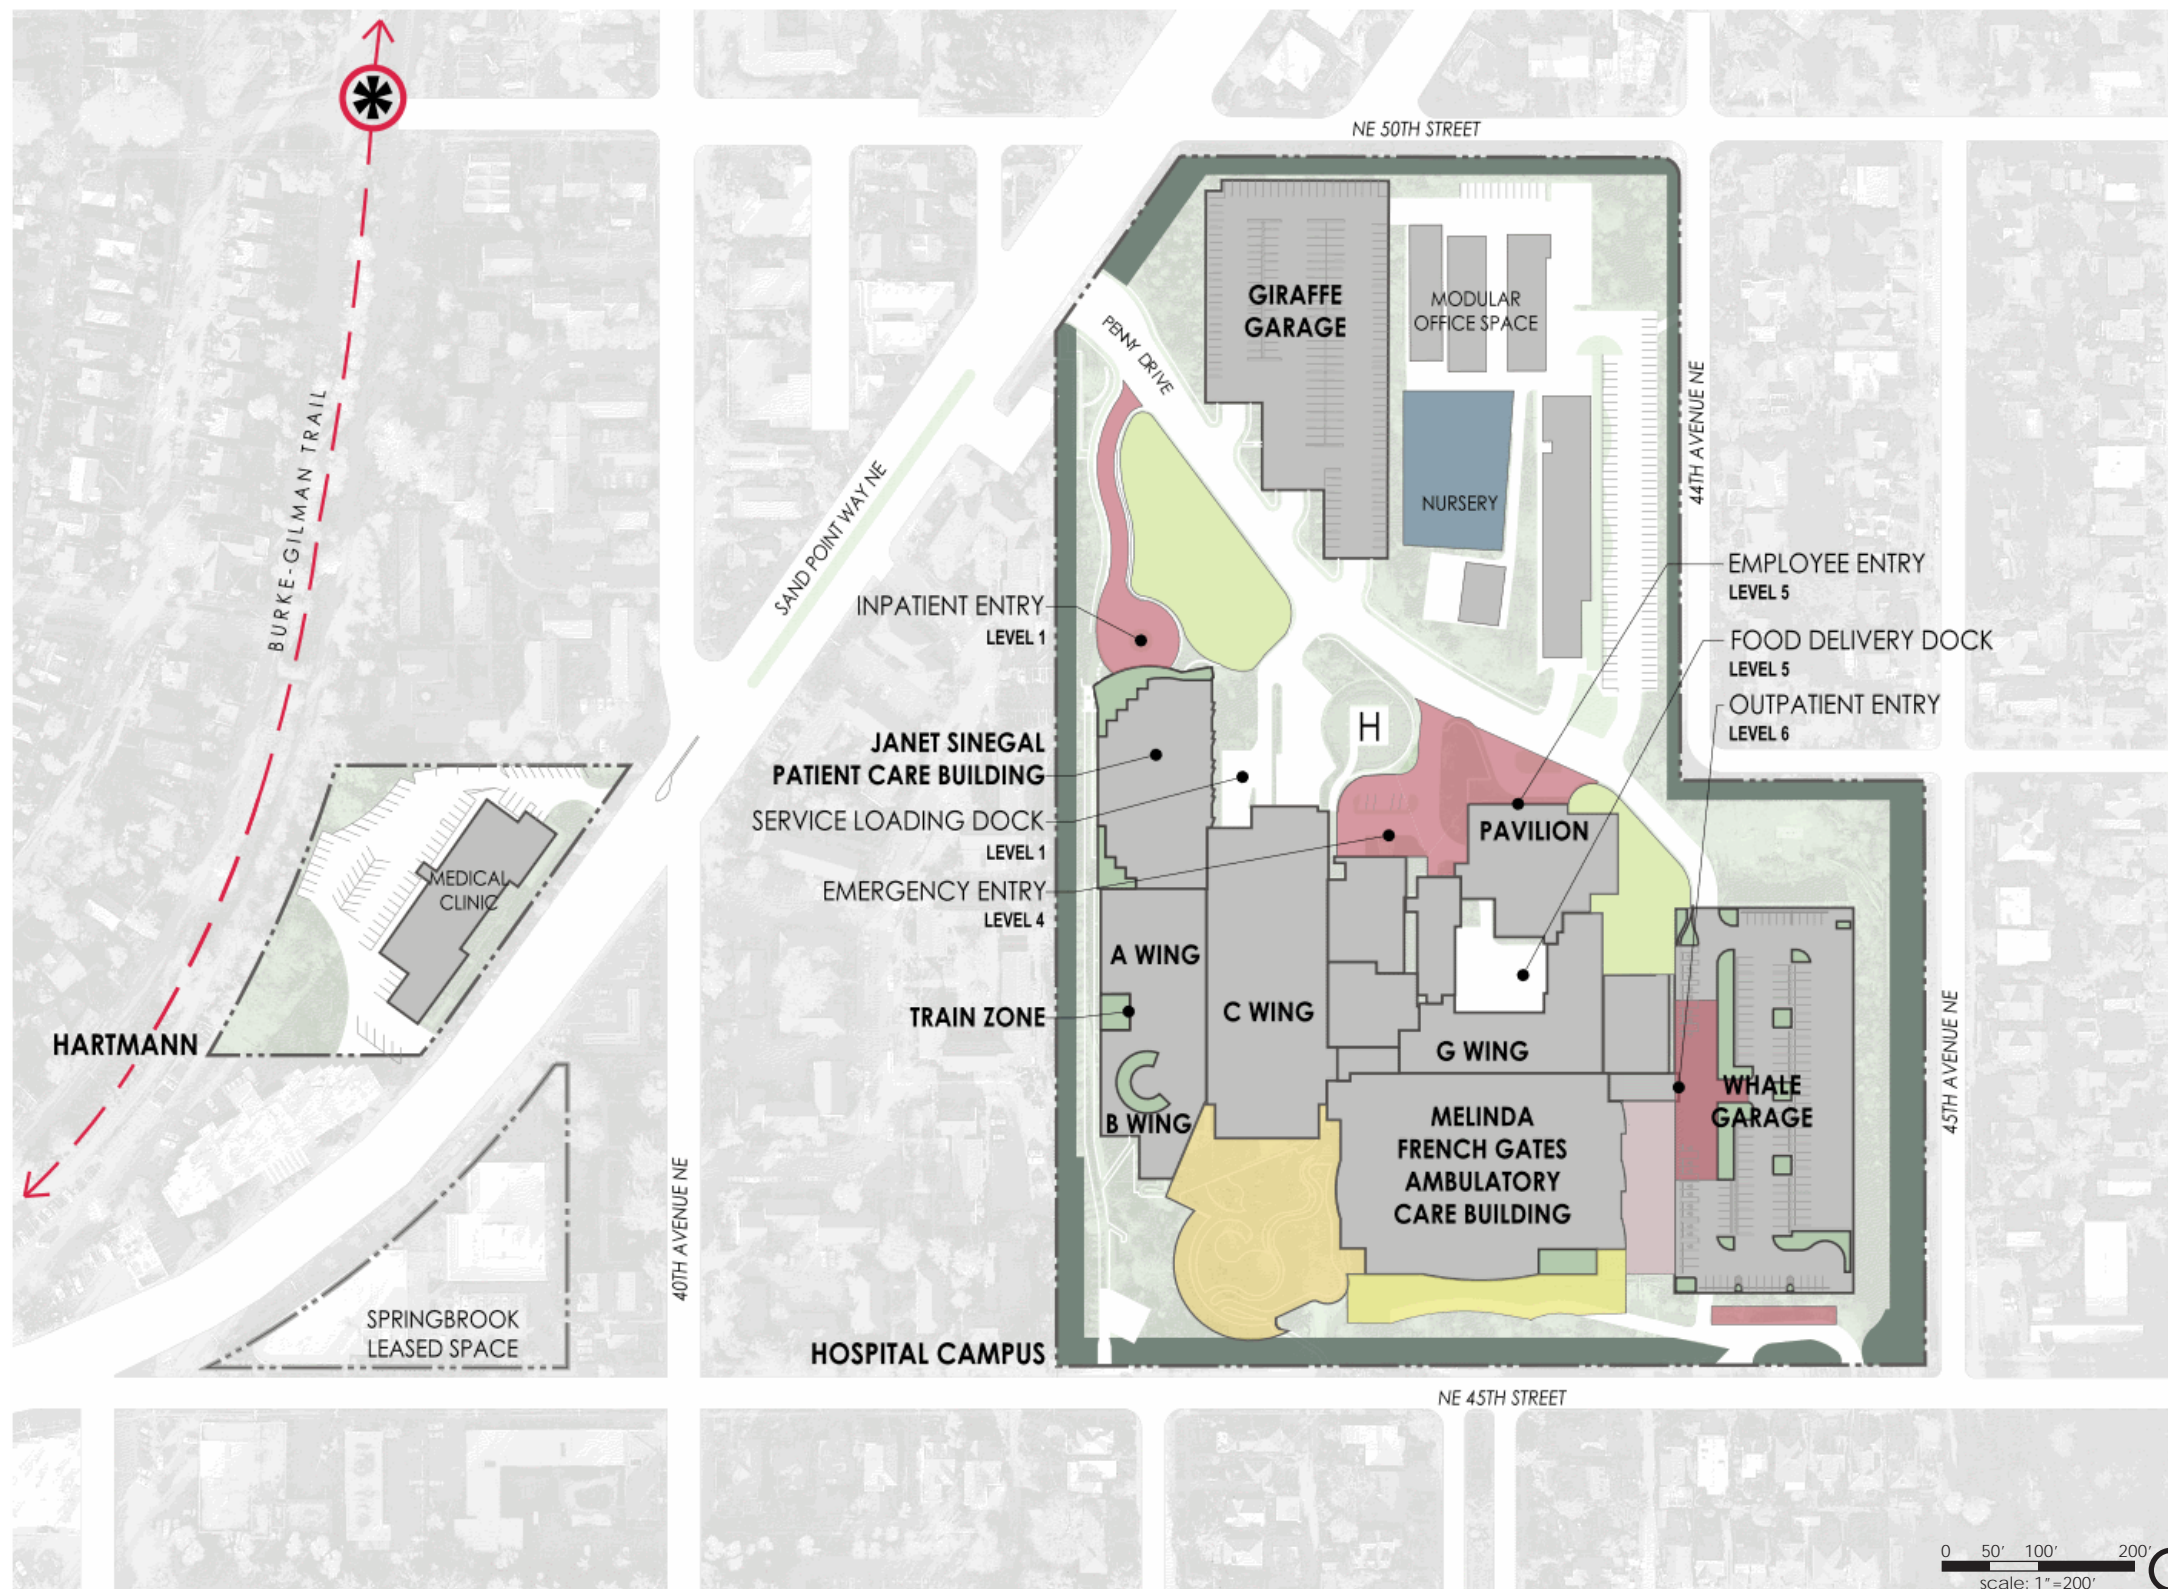 NE 50TH STREET
GIRAFFE
GARAGE
MODULAR
OFFICE SPACE
PENNY DRIVE
NURSERY
44TH AVENUE NE
BURKE-GILMAN TRAIL
SAND POINT WAY NE
INPATIENT ENTRY
LEVEL 1
EMPLOYEE ENTRY
LEVEL 5
FOOD DELIVERY DOCK
LEVEL 5
OUTPATIENT ENTRY
LEVEL 6
H
JANET SINEGAL
PATIENT CARE BUILDING
SERVICE LOADING DOCK
LEVEL 1
EMERGENCY ENTRY
LEVEL 4
PAVILION
MEDICAL
CLINIC
A WING
TRAIN ZONE
C WING
G WING
B WING
HARTMANN
WHALE
GARAGE
MELINDA
FRENCH GATES
AMBULATORY
CARE BUILDING
45TH AVENUE NE
40TH AVENUE NE
SPRINGBROOK
LEASED SPACE
HOSPITAL CAMPUS
NE 45TH STREET
0 50' 100' 200'
scale: 1"=200'